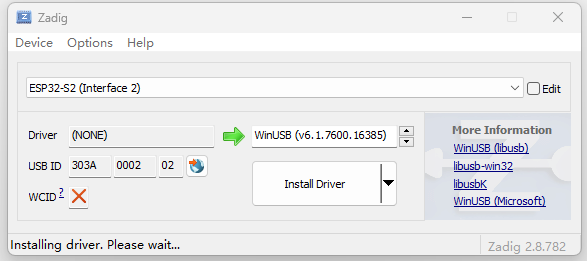 Zadig
Device Options Help
ESP32-S2 (Interface 2) Edit
Driver (NONE) WinUSB (v6.1.7600.16385)
USB ID 303A 0002 02
WCID ?
Install Driver
More Information
WinUSB (libusb)
libusb-win32
libusbK
WinUSB (Microsoft)
Installing driver. Please wait... Zadig 2.8.782